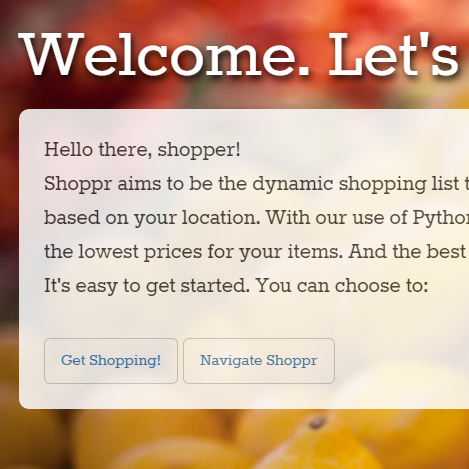 Welcome. Let's
Hello there, shopper!
Shoppr aims to be the dynamic shopping list
based on your location. With our use of Python
the lowest prices for your items. And the best
It's easy to get started. You can choose to:
Get Shopping!
Navigate Shoppr